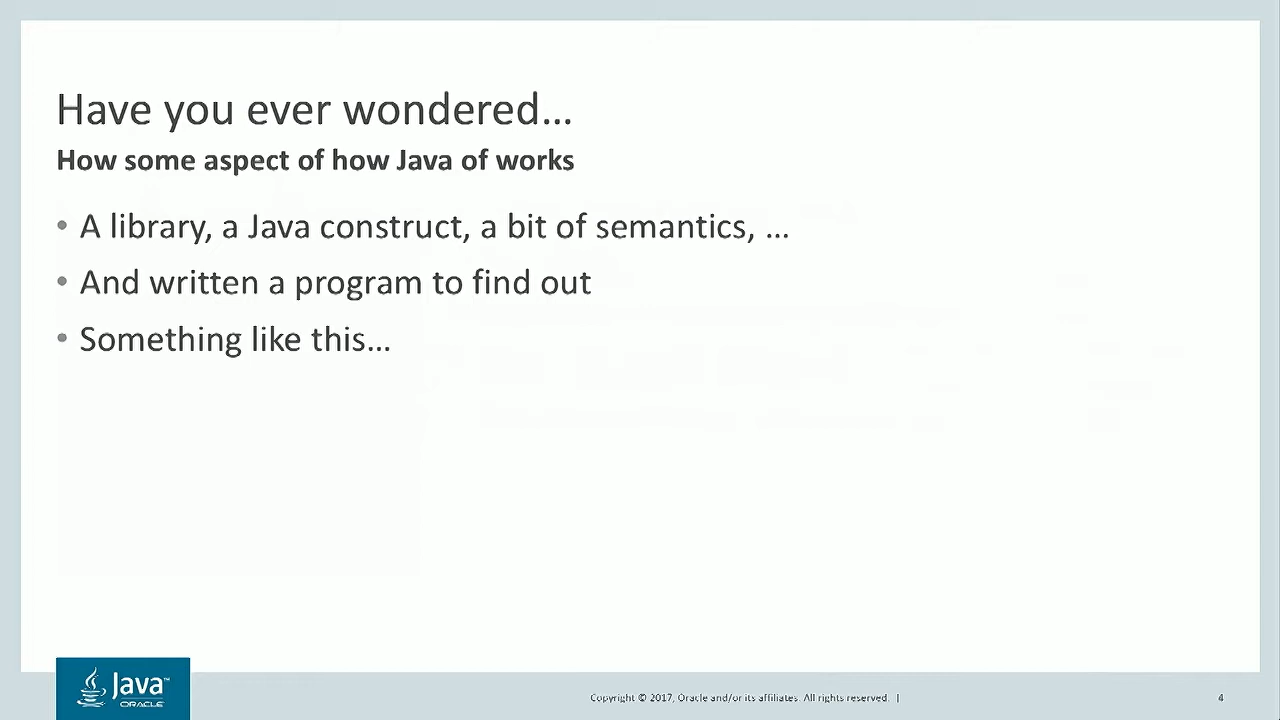 Have you ever wondered…
How some aspect of how Java of works
• A library, a Java construct, a bit of semantics, …
• And written a program to find out
• Something like this…
Java™
ORACLE
Copyright © 2017, Oracle and/or its affiliates. All rights reserved. |
4